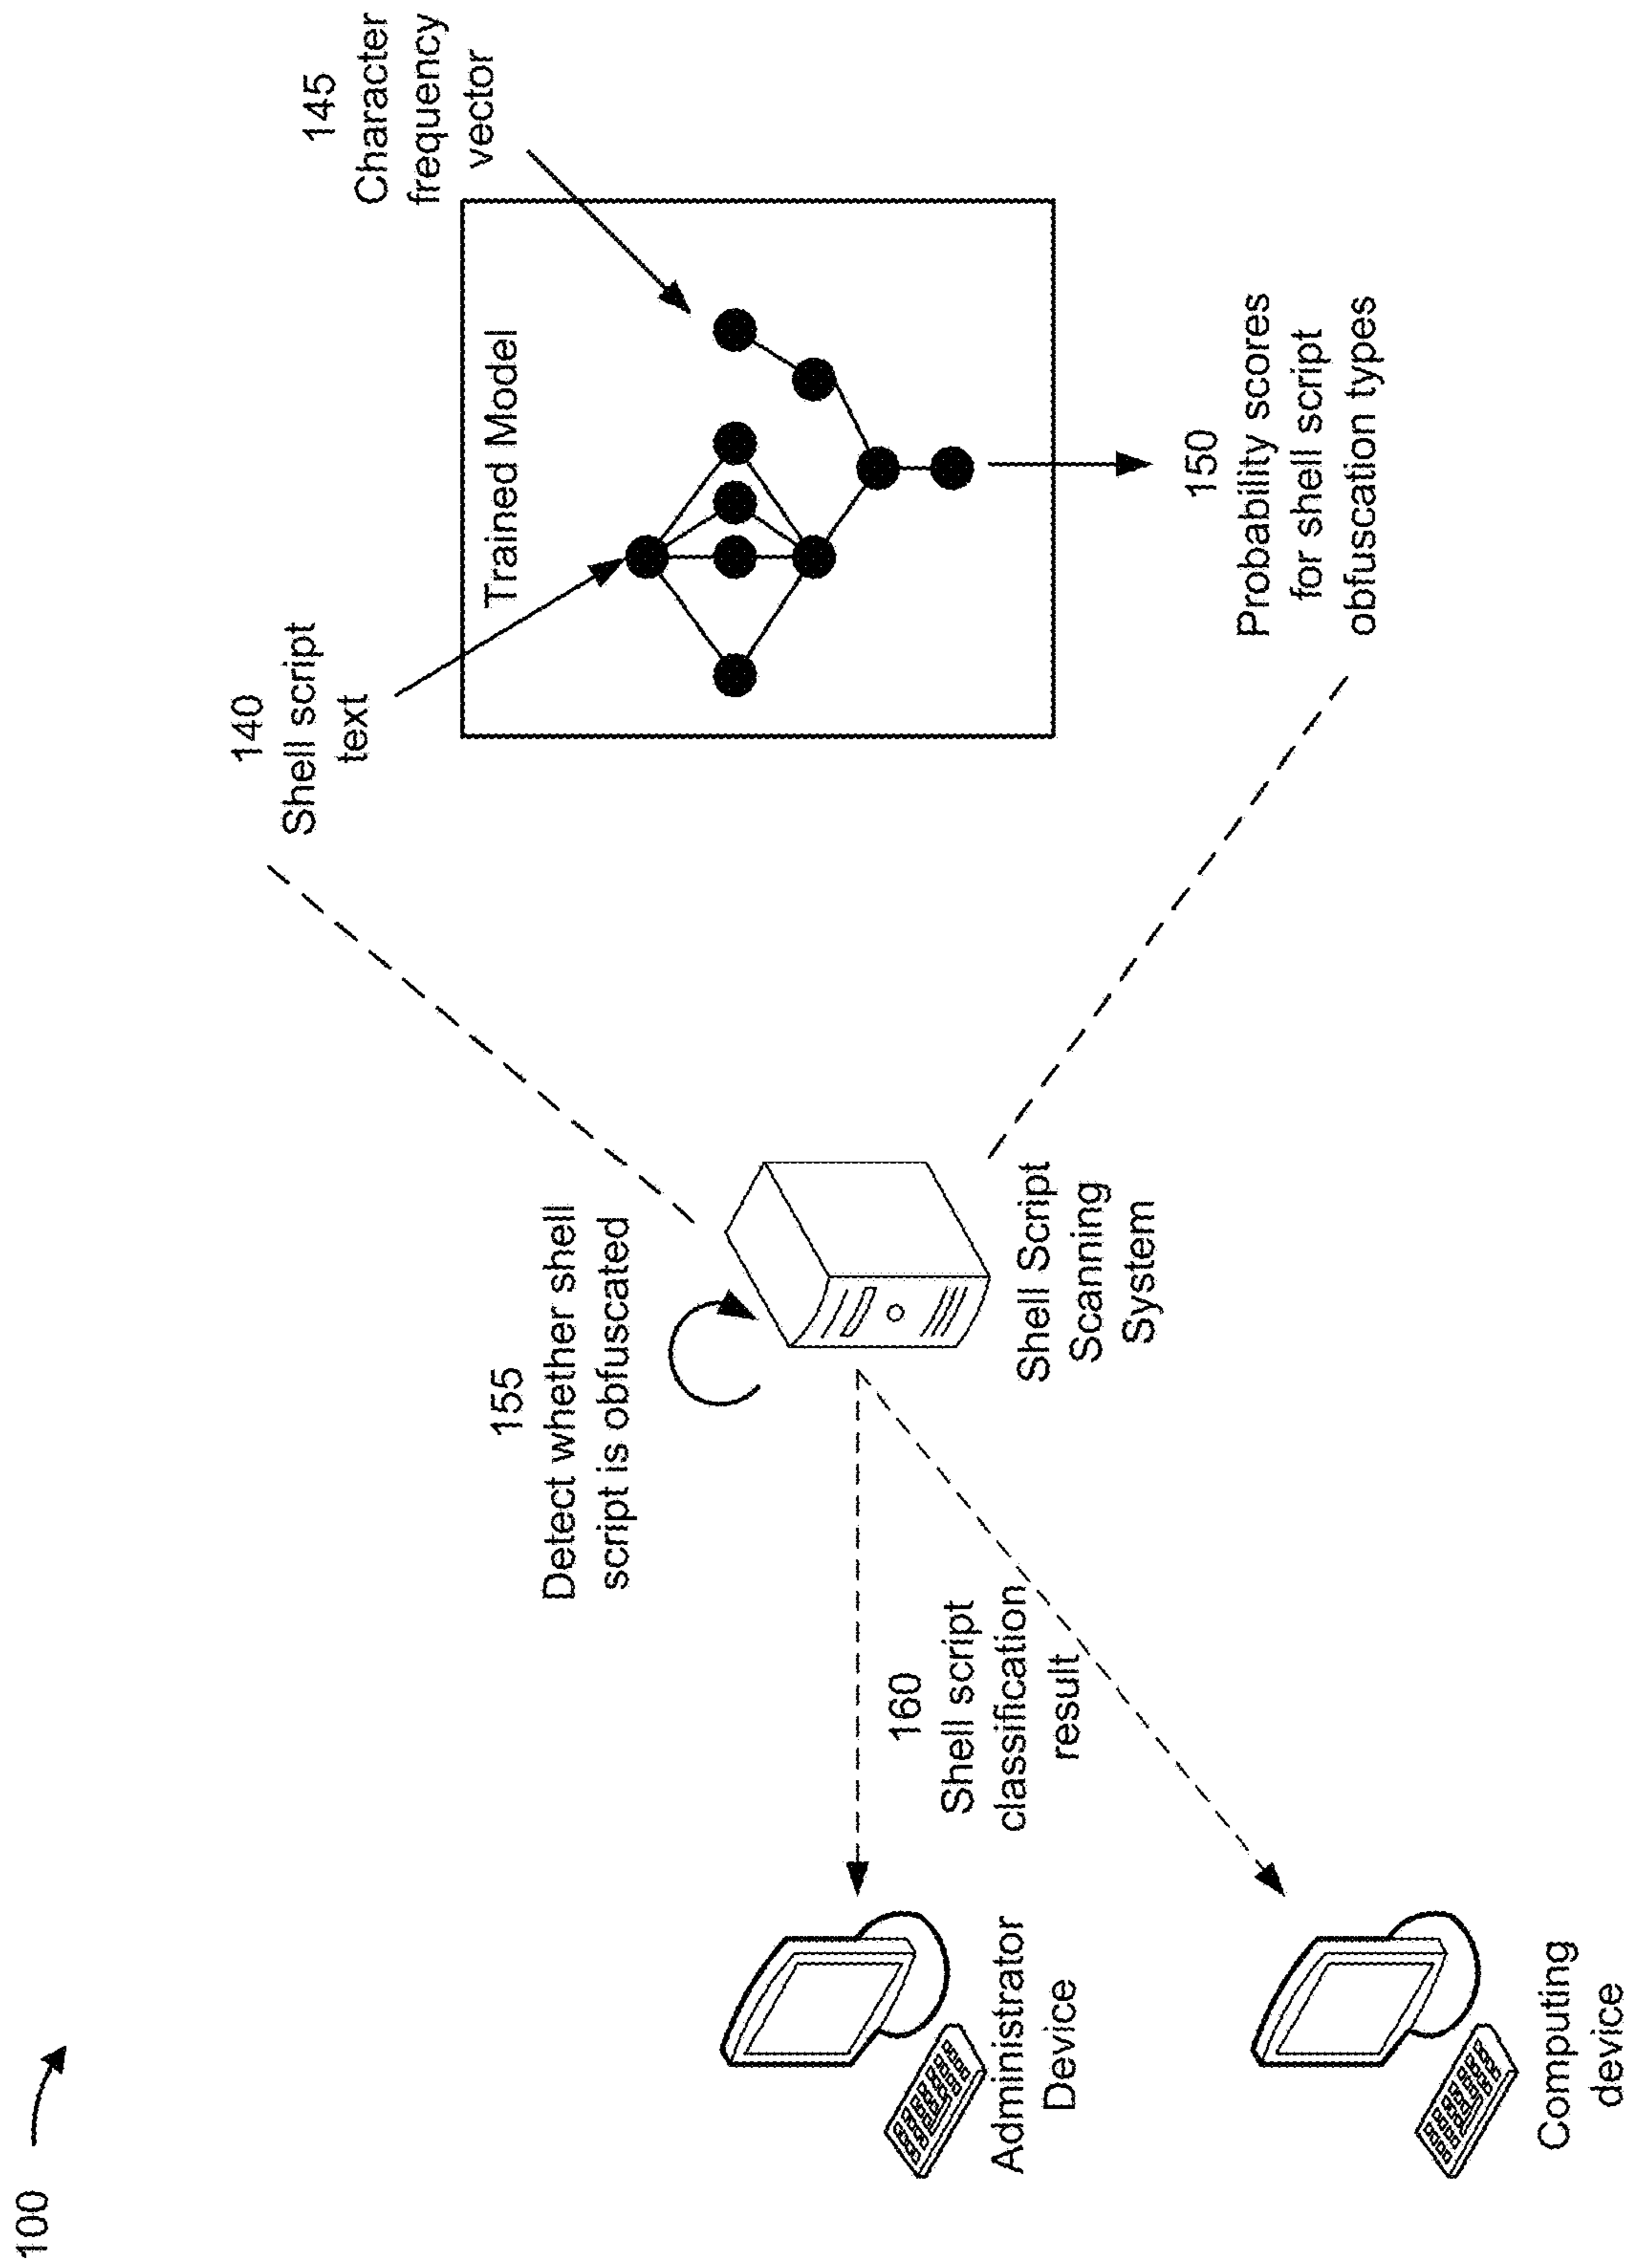 100
155
Detect whether shell
script is obfuscated
140
Shell script
text
145
Character
frequency
vector
Trained Model
Administrator
Device
160
Shell script
classification
result
Shell Script
Scanning
System
150
Probability scores
for shell script
obfuscation types
Computing
device